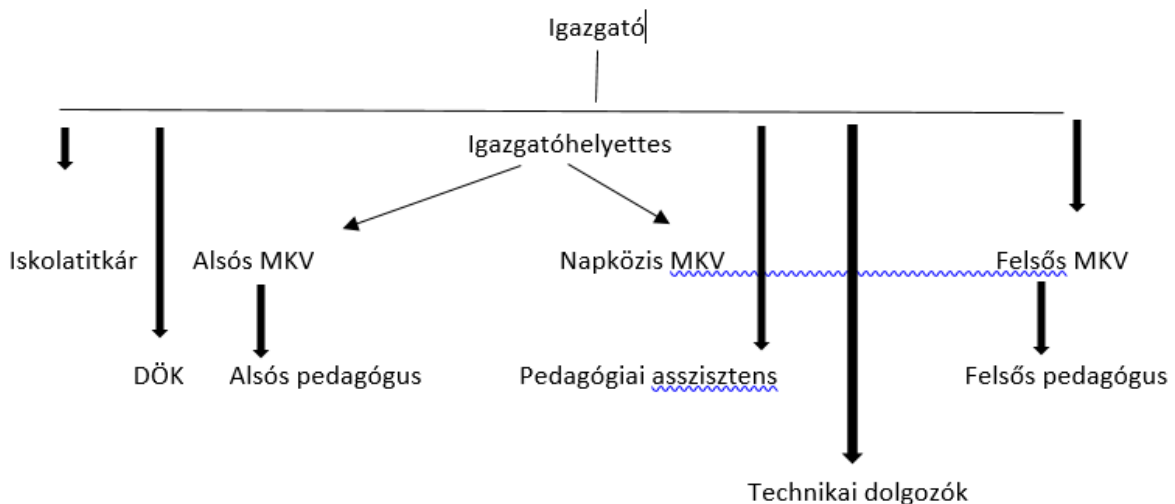 Igazgató
Igazgatóhelyettes
Iskolatitkár Alsós MKV Napközis MKV Felsős MKV
DÖK Alsós pedagógus Pedagógiai asszisztens Felsős pedagógus
Technikai dolgozók